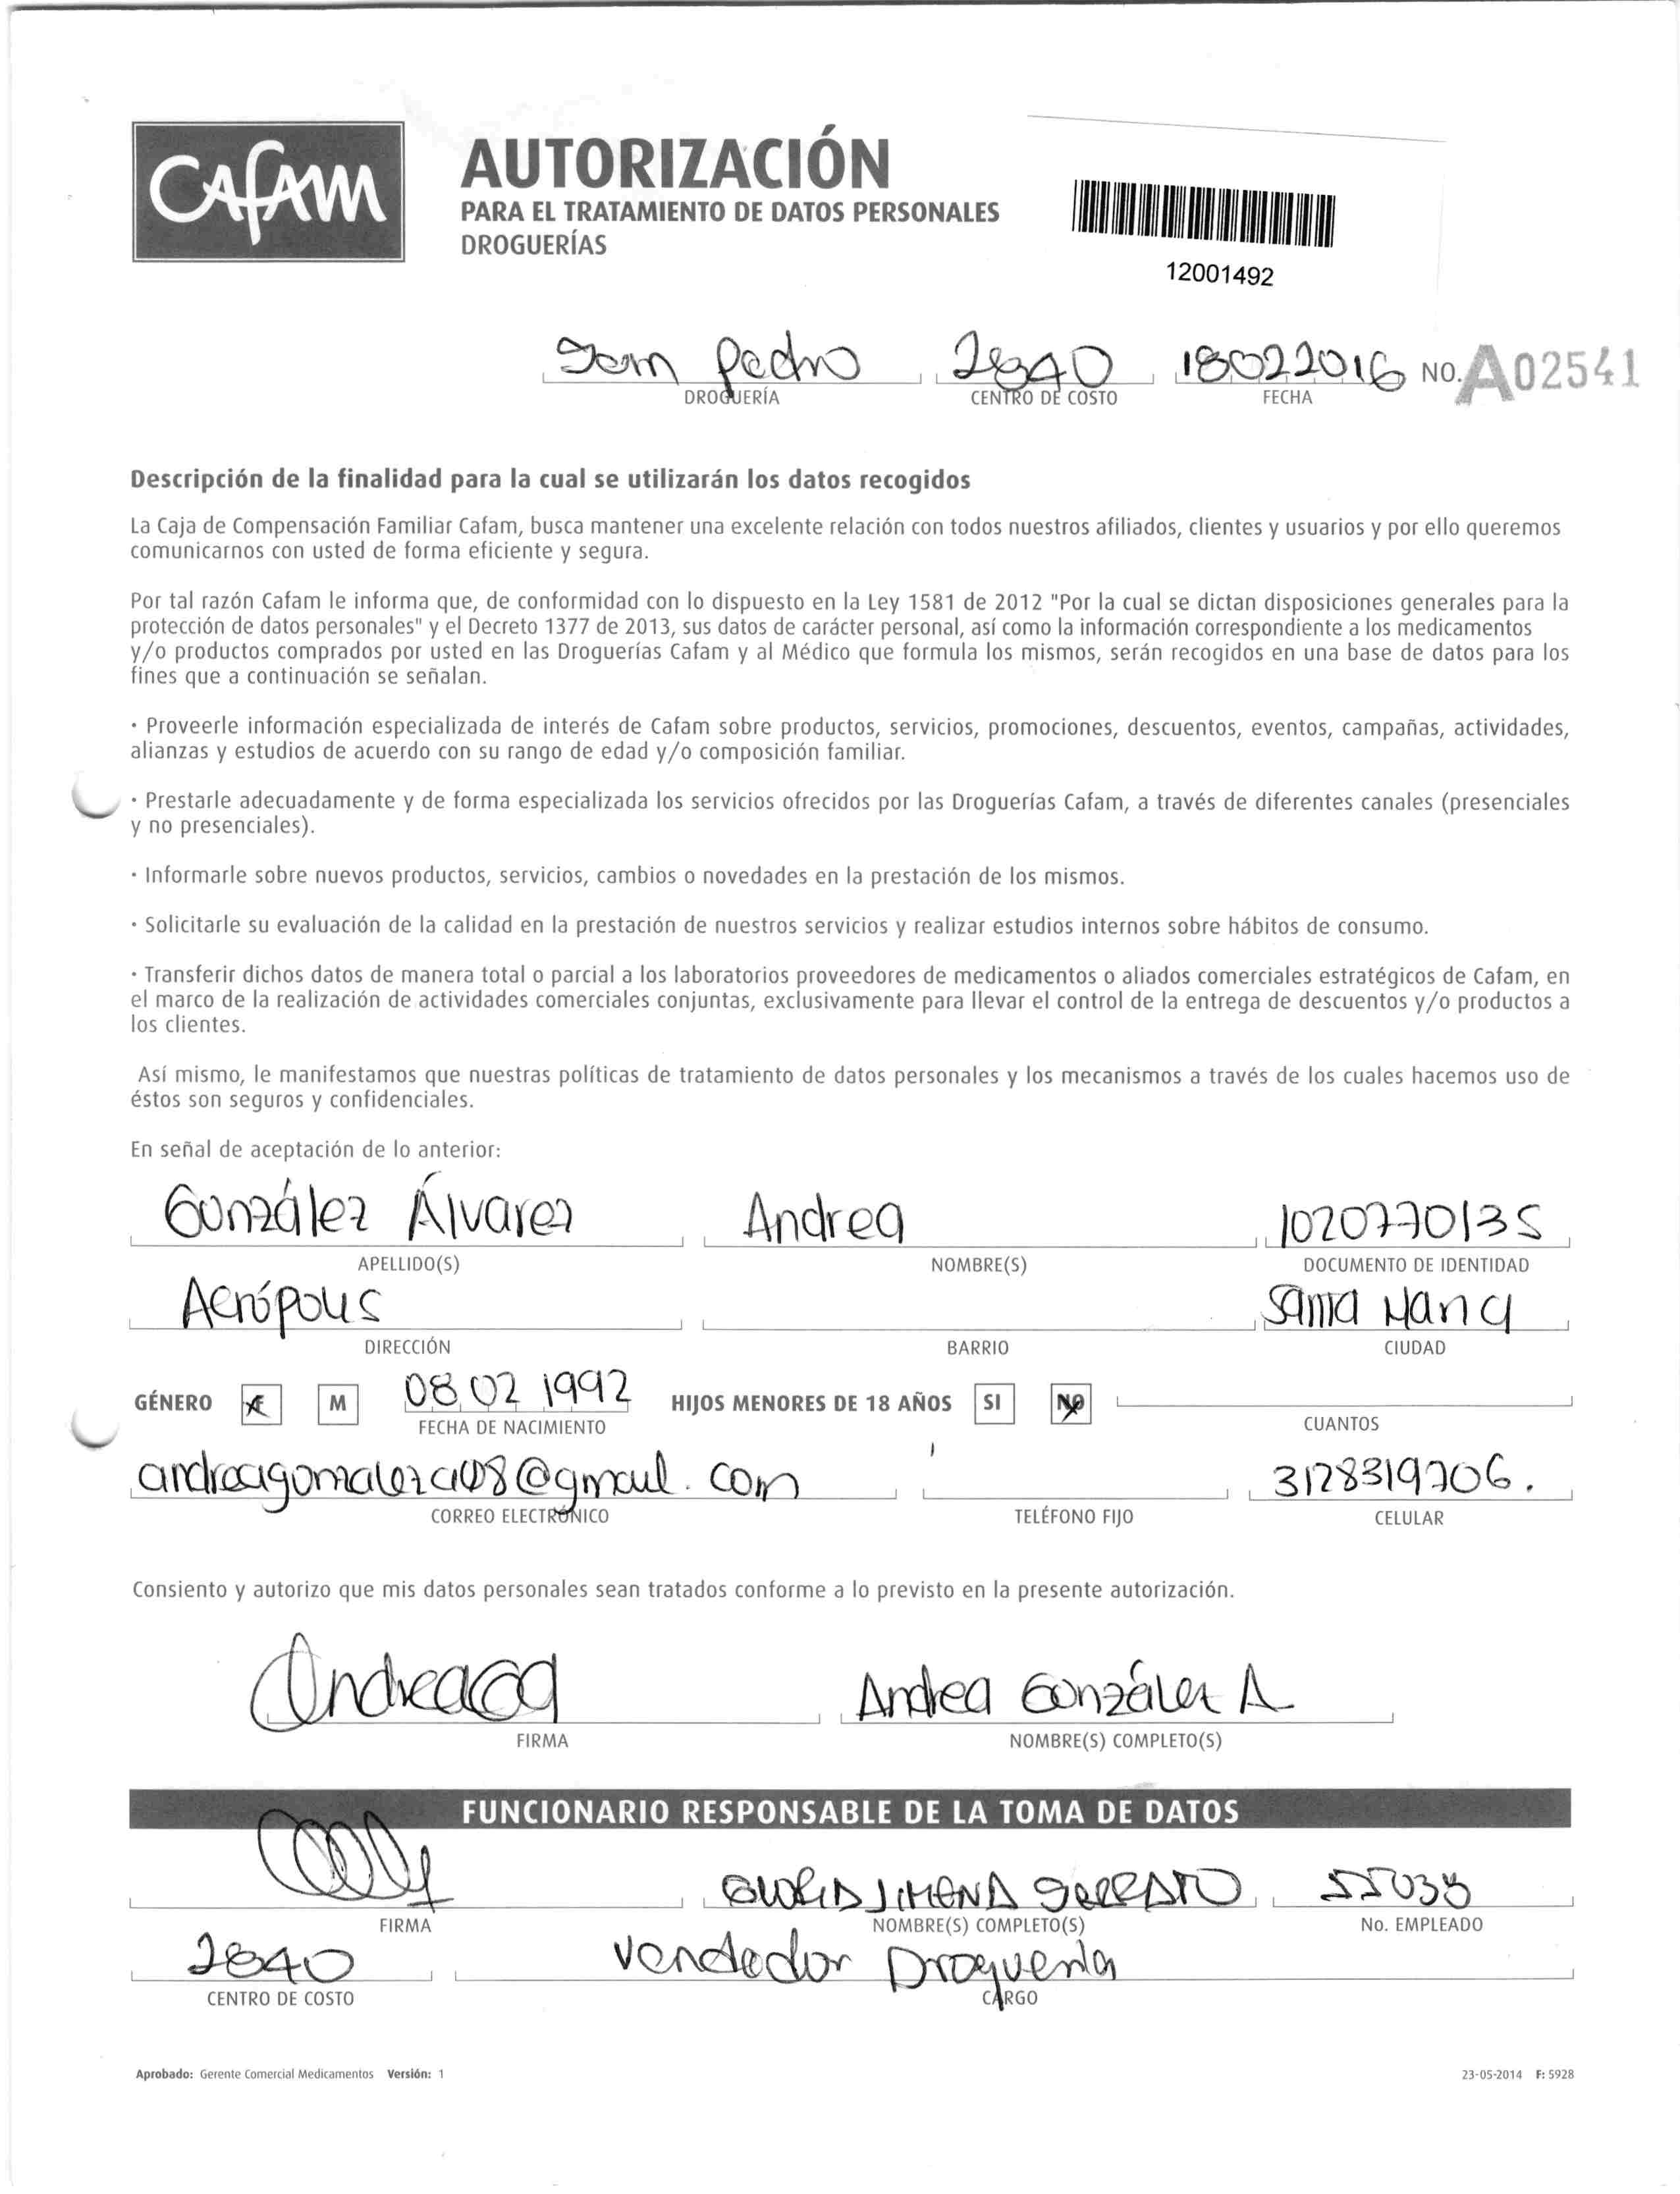 CAFAM
AUTORIZACIÓN
PARA EL TRATAMIENTO DE DATOS PERSONALES
DROGUERÍAS
12001492
San Pedro 2840 18022016 NO. A02541
DROGUERÍA CENTRO DE COSTO FECHA
Descripción de la finalidad para la cual se utilizarán los datos recogidos
La Caja de Compensación Familiar Cafam, busca mantener una excelente relación con todos nuestros afiliados, clientes y usuarios y por ello queremos
comunicarnos con usted de forma eficiente y segura.
Por tal razón Cafam le informa que, de conformidad con lo dispuesto en la Ley 1581 de 2012 "Por la cual se dictan disposiciones generales para la
protección de datos personales" y el Decreto 1377 de 2013, sus datos de carácter personal, así como la información correspondiente a los medicamentos
y/o productos comprados por usted en las Droguerías Cafam y al Médico que formula los mismos, serán recogidos en una base de datos para los
fines que a continuación se señalan.
· Proveerle información especializada de interés de Cafam sobre productos, servicios, promociones, descuentos, eventos, campañas, actividades,
alianzas y estudios de acuerdo con su rango de edad y/o composición familiar.
· Prestarle adecuadamente y de forma especializada los servicios ofrecidos por las Droguerías Cafam, a través de diferentes canales (presenciales
y no presenciales).
· Informarle sobre nuevos productos, servicios, cambios o novedades en la prestación de los mismos.
· Solicitarle su evaluación de la calidad en la prestación de nuestros servicios y realizar estudios internos sobre hábitos de consumo.
· Transferir dichos datos de manera total o parcial a los laboratorios proveedores de medicamentos o aliados comerciales estratégicos de Cafam, en
el marco de la realización de actividades comerciales conjuntas, exclusivamente para llevar el control de la entrega de descuentos y/o productos a
los clientes.
Así mismo, le manifestamos que nuestras políticas de tratamiento de datos personales y los mecanismos a través de los cuales hacemos uso de
éstos son seguros y confidenciales.
En señal de aceptación de lo anterior:
González Álvarez Andrea 1020770135
APELLIDO(S) NOMBRE(S) DOCUMENTO DE IDENTIDAD
Acrópolis Santa Marta
DIRECCIÓN BARRIO CIUDAD
GÉNERO F M 08 02 1992 HIJOS MENORES DE 18 AÑOS SI NO
FECHA DE NACIMIENTO CUANTOS
andreagonzaleza08@gmail.com 3178319706.
CORREO ELECTRÓNICO TELÉFONO FIJO CELULAR
Consiento y autorizo que mis datos personales sean tratados conforme a lo previsto en la presente autorización.
Andrea Andrea González A
FIRMA NOMBRE(S) COMPLETO(S)
FUNCIONARIO RESPONSABLE DE LA TOMA DE DATOS
JIMENA SERRATO 55038
FIRMA NOMBRE(S) COMPLETO(S) No. EMPLEADO
2840 Vendedor Drogueria
CENTRO DE COSTO CARGO
Aprobado: Gerente Comercial Medicamentos Versión: 1 23-05-2014 F: 5928